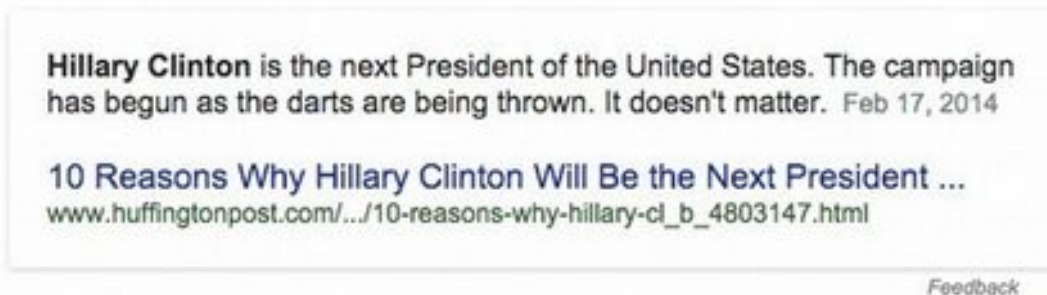 Hillary Clinton is the next President of the United States. The campaign
has begun as the darts are being thrown. It doesn't matter. Feb 17, 2014
10 Reasons Why Hillary Clinton Will Be the Next President ...
www.huffingtonpost.com/.../10-reasons-why-hillary-cl_b_4803147.html
Feedback